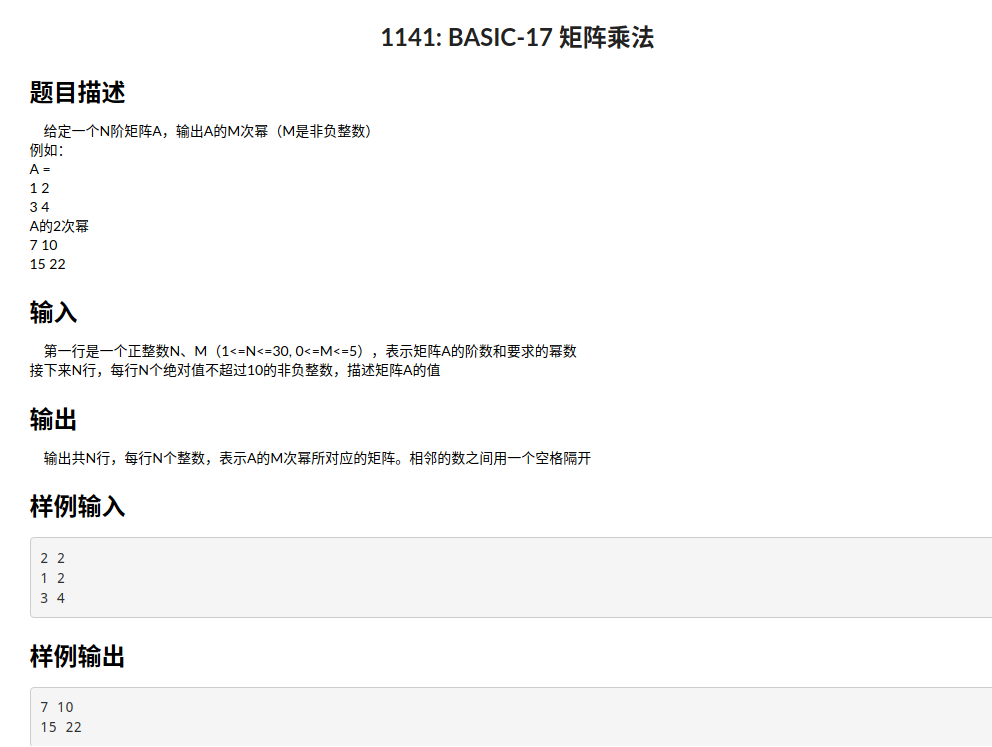 1141: BASIC-17 矩阵乘法
题目描述
给定一个N阶矩阵A，输出A的M次幂（M是非负整数）
例如：
A =
1 2
3 4
A的2次幂
7 10
15 22
输入
第一行是一个正整数N、M（1<=N<=30, 0<=M<=5），表示矩阵A的阶数和要求的幂数
接下来N行，每行N个绝对值不超过10的非负整数，描述矩阵A的值
输出
输出共N行，每行N个整数，表示A的M次幂所对应的矩阵。相邻的数之间用一个空格隔开
样例输入
2 2
1 2
3 4
样例输出
7 10
15 22